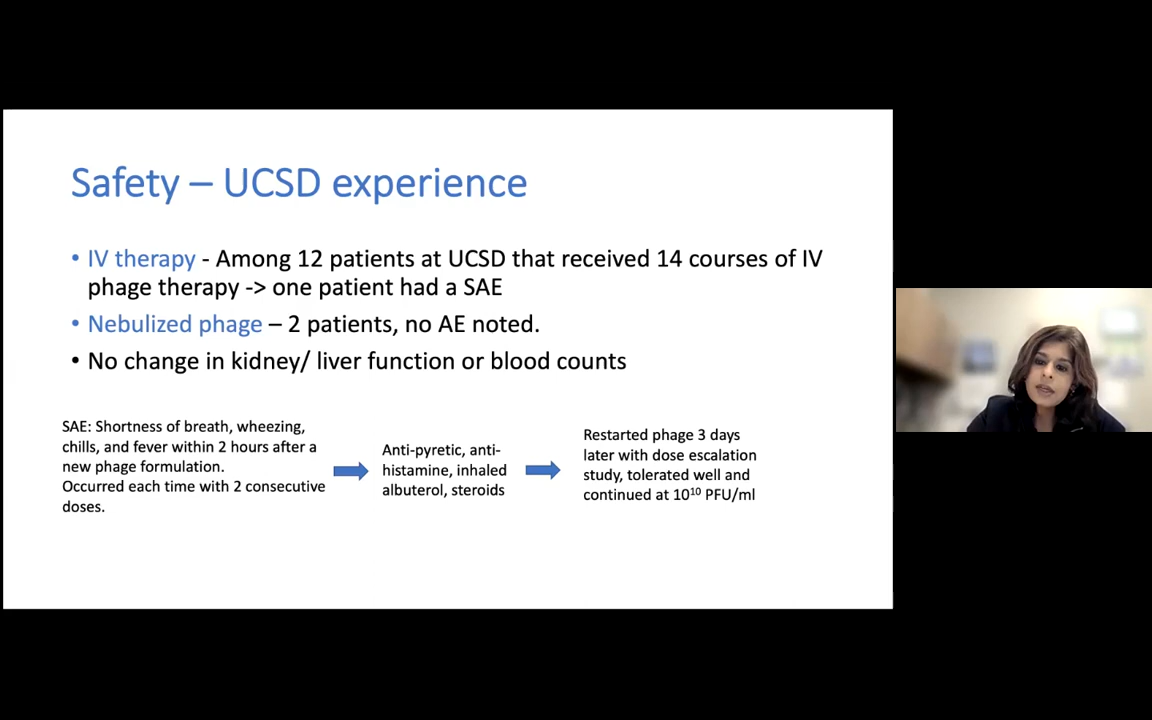 Safety – UCSD experience
• IV therapy - Among 12 patients at UCSD that received 14 courses of IV
phage therapy -> one patient had a SAE
• Nebulized phage – 2 patients, no AE noted.
• No change in kidney/ liver function or blood counts
SAE: Shortness of breath, wheezing,
chills, and fever within 2 hours after a
new phage formulation.
Occurred each time with 2 consecutive
doses.
Anti-pyretic, anti-
histamine, inhaled
albuterol, steroids
Restarted phage 3 days
later with dose escalation
study, tolerated well and
continued at 10¹⁰ PFU/ml